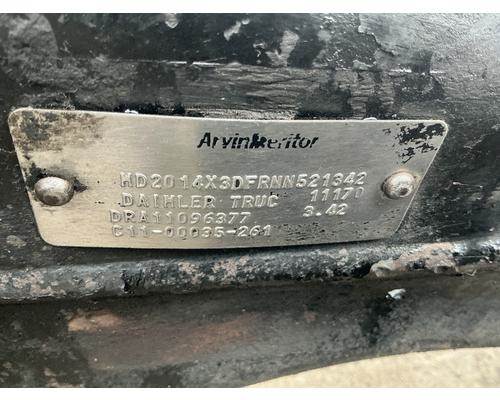 ArvinMeritor
MD2014X3DFRNN521342
DAIMLER TRUC 11170
DRA11096377 3.42
C11-00035-261